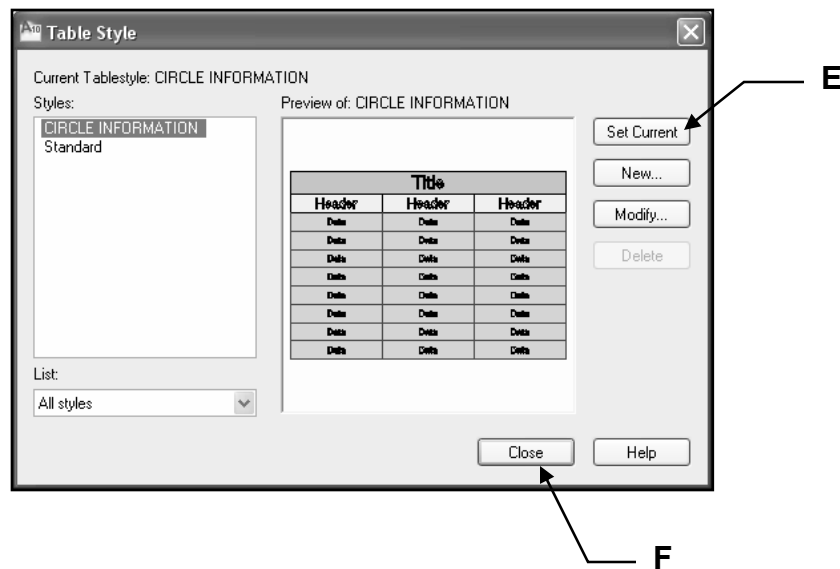 A10 Table Style
E
Current Tablestyle: CIRCLE INFORMATION
Styles:
Preview of: CIRCLE INFORMATION
CIRCLE INFORMATION
Standard
Set Current
New...
Modify...
Delete
Title
Header Header Header
Data Data Data
Data Data Data
Data Data Data
Data Data Data
Data Data Data
Data Data Data
Data Data Data
Data Data Data
List:
All styles
Close
Help
F